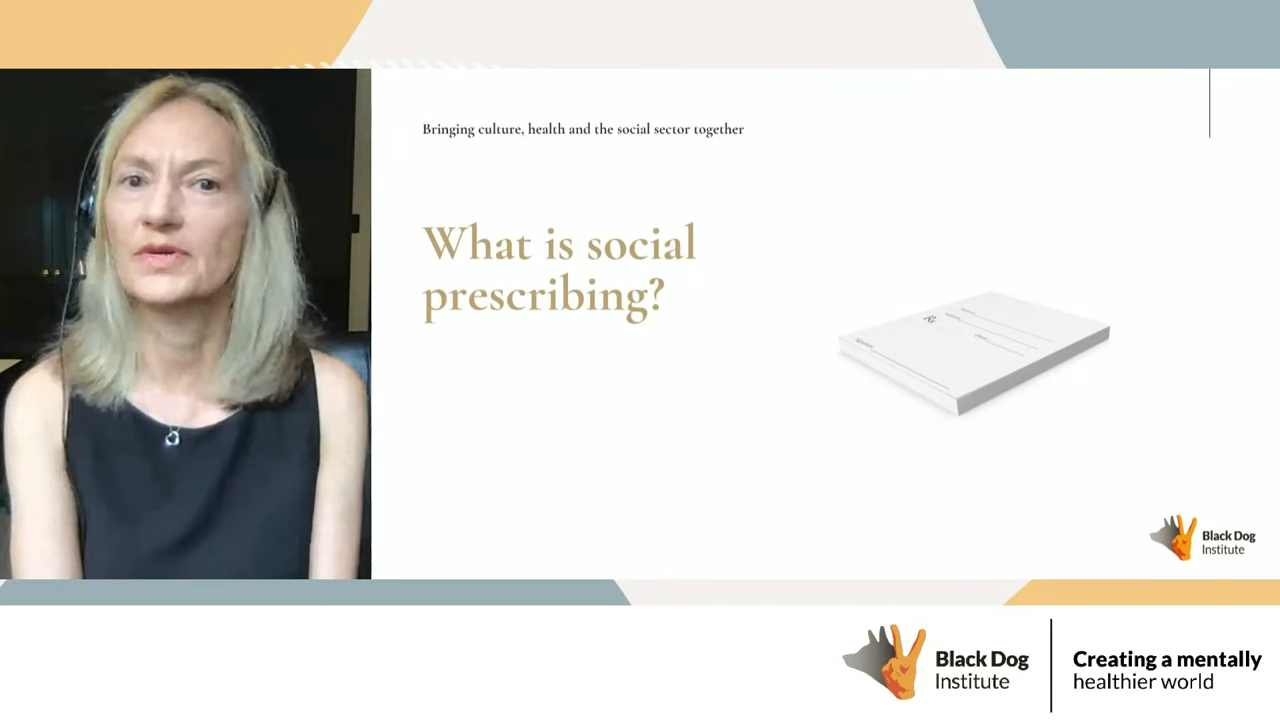 Bringing culture, health and the social sector together
What is social
prescribing?
Rx
Black Dog
Institute
Black Dog
Institute
Creating a mentally
healthier world